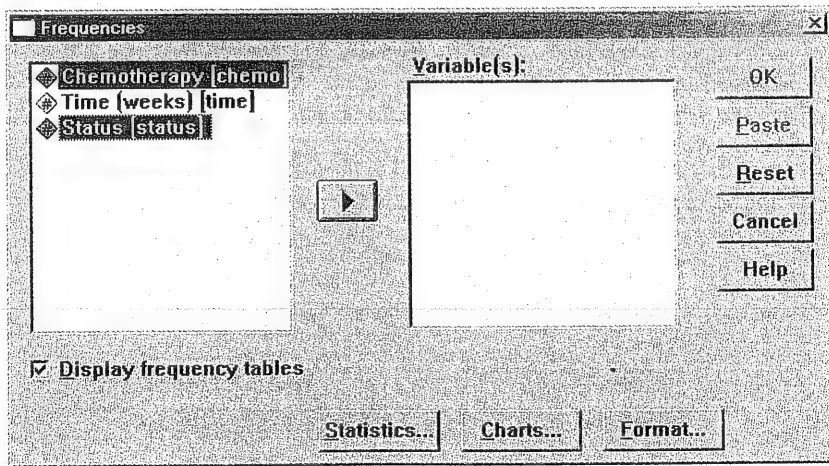 Frequencies
Chemotherapy [chemo]
Time (weeks) [time]
Status [status]
Variable(s):
OK
Paste
Reset
Cancel
Help
Display frequency tables
Statistics...
Charts...
Format...